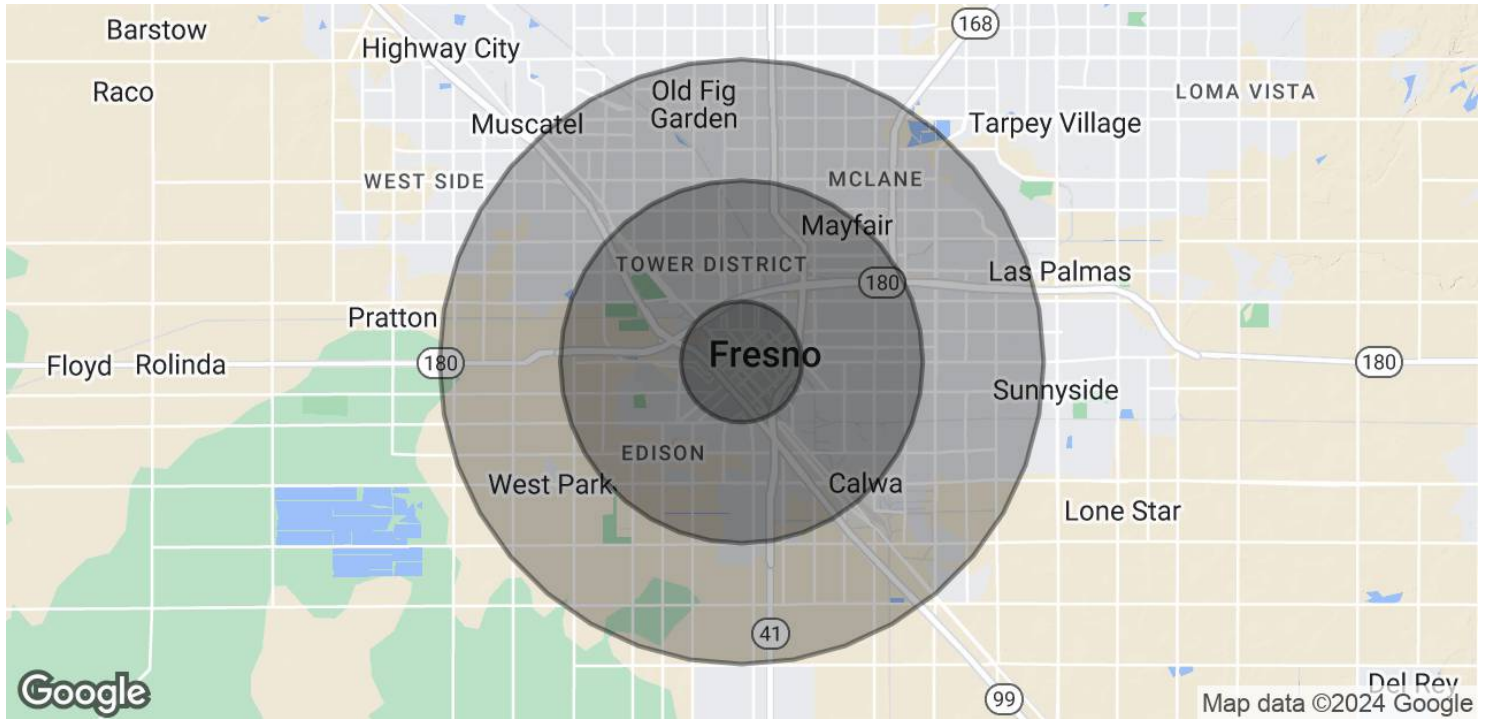 Barstow
168
Highway City
Raco
Old Fig
Garden
LOMA VISTA
Muscatel
Tarpey Village
WEST SIDE
MCLANE
Mayfair
TOWER DISTRICT
Las Palmas
180
Pratton
Fresno
Floyd
Rolinda
180
180
Sunnyside
EDISON
West Park
Calwa
Lone Star
41
Del Rey
Google
99
Map data ©2024 Google